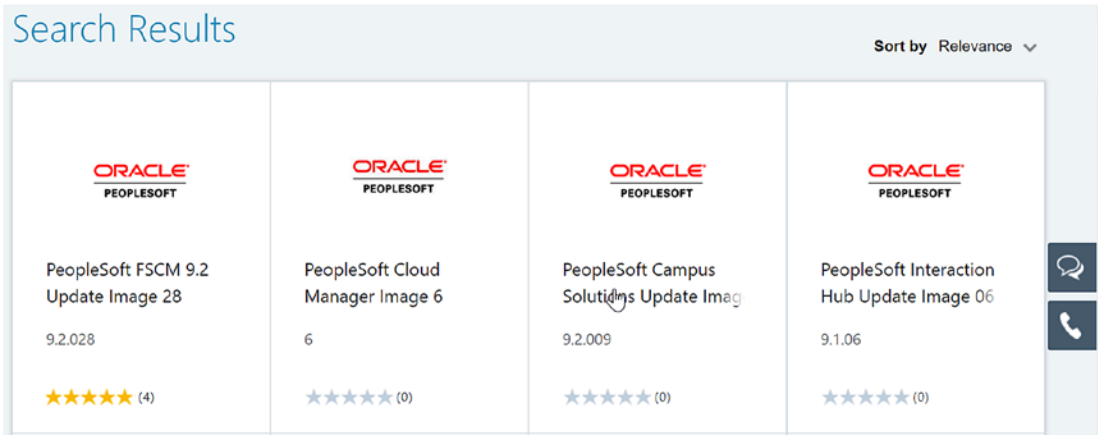 Search Results
Sort by Relevance
ORACLE
PEOPLESOFT
PeopleSoft FSCM 9.2
Update Image 28
9.2.028
(4)
ORACLE
PEOPLESOFT
PeopleSoft Cloud
Manager Image 6
6
(0)
ORACLE
PEOPLESOFT
PeopleSoft Campus
Solutions Update Imag
9.2.009
(0)
ORACLE
PEOPLESOFT
PeopleSoft Interaction
Hub Update Image 06
9.1.06
(0)